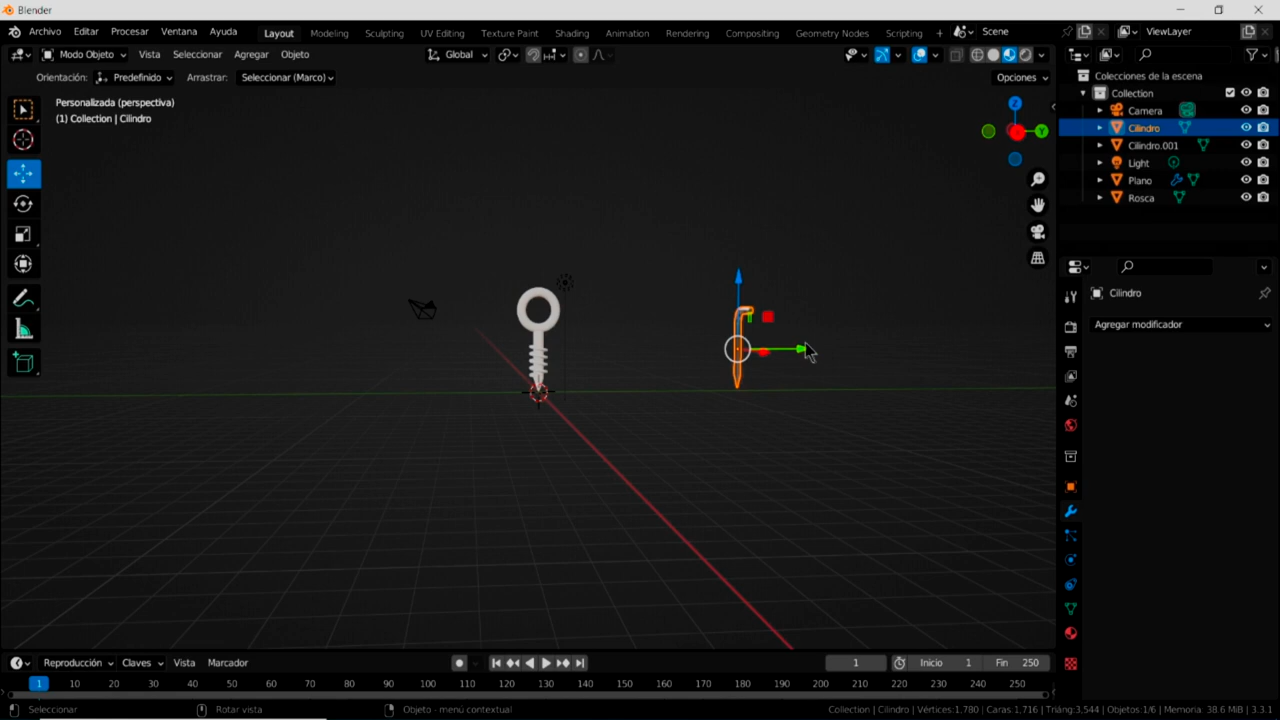 Blender
Archivo Editar Procesar Ventana Ayuda Layout Modeling Sculpting UV Editing Texture Paint Shading Animation Rendering Compositing Geometry Nodes Scripting + Scene ViewLayer
Modo Objeto Vista Seleccionar Agregar Objeto Global
Orientación: Predefinido Arrastrar: Seleccionar (Marco) Opciones
Personalizada (perspectiva)
(1) Collection | Cilindro
Z
Y
Colecciones de la escena
Collection
Camera
Cilindro
Cilindro.001
Light
Plano
Rosca
Cilindro
Agregar modificador
Reproducción Claves Vista Marcador 1 Inicio 1 Fin 250
1 10 20 30 40 50 60 70 80 90 100 110 120 130 140 150 160 170 180 190 200 210 220 230 240 250
Seleccionar Rotar vista Objeto - menú contextual Collection | Cilindro | Vértices:1,780 | Caras:1,716 | Triáng:3,544 | Objetos:1/6 | Memoria: 38.6 MiB | 3.3.1